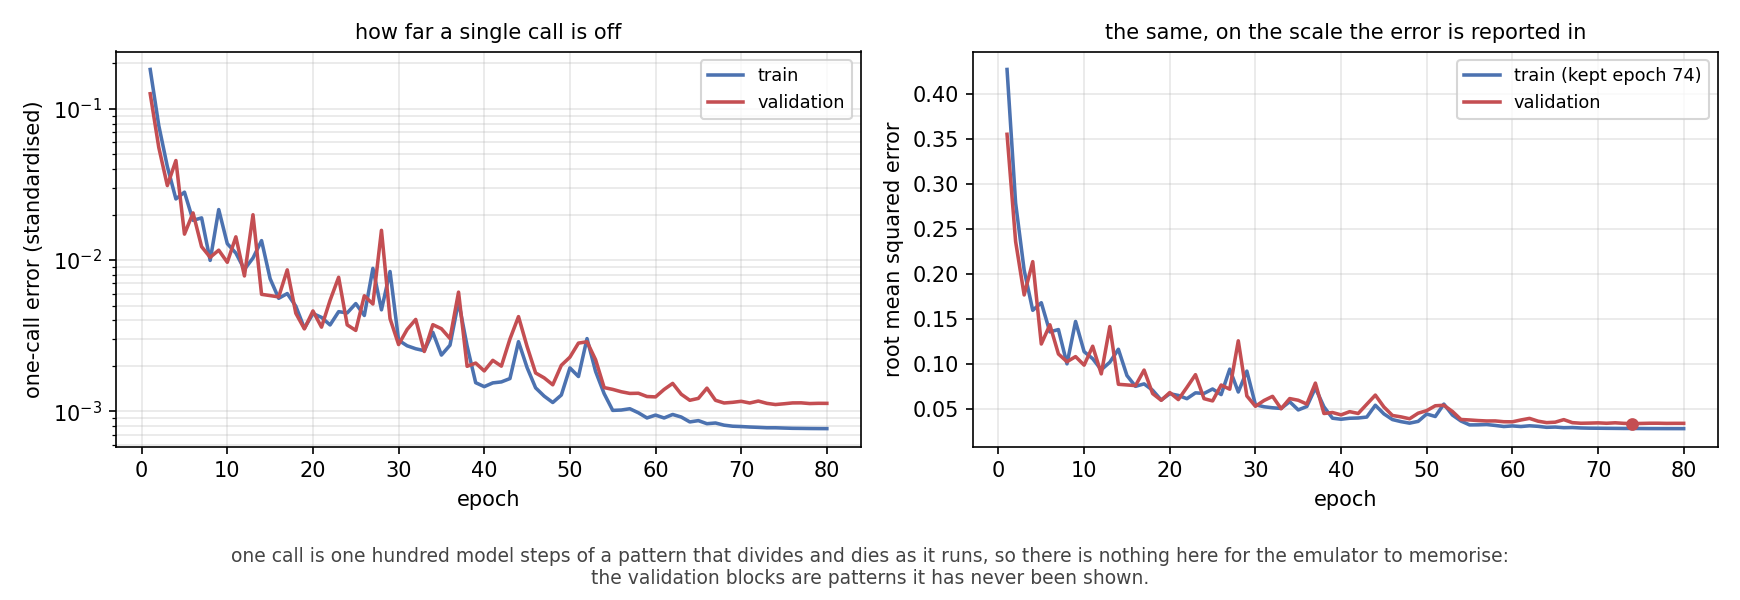 how far a single call is off
one-call error (standardised)
10⁻¹
10⁻²
10⁻³
train
validation
0 10 20 30 40 50 60 70 80
epoch
the same, on the scale the error is reported in
root mean squared error
0.40
0.35
0.30
0.25
0.20
0.15
0.10
0.05
train (kept epoch 74)
validation
0 10 20 30 40 50 60 70 80
epoch
one call is one hundred model steps of a pattern that divides and dies as it runs, so there is nothing here for the emulator to memorise:
the validation blocks are patterns it has never been shown.